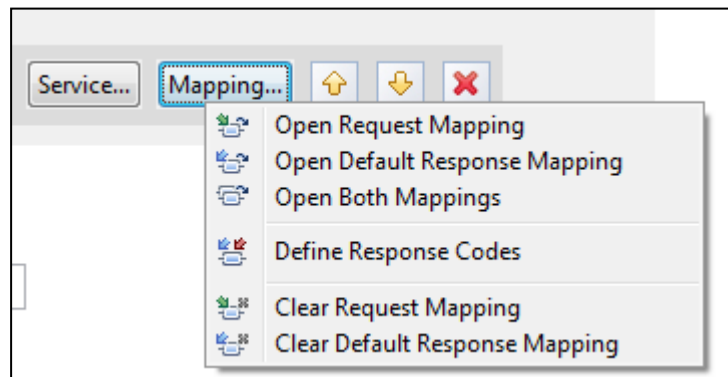 Service... Mapping...
Open Request Mapping
Open Default Response Mapping
Open Both Mappings
Define Response Codes
Clear Request Mapping
Clear Default Response Mapping